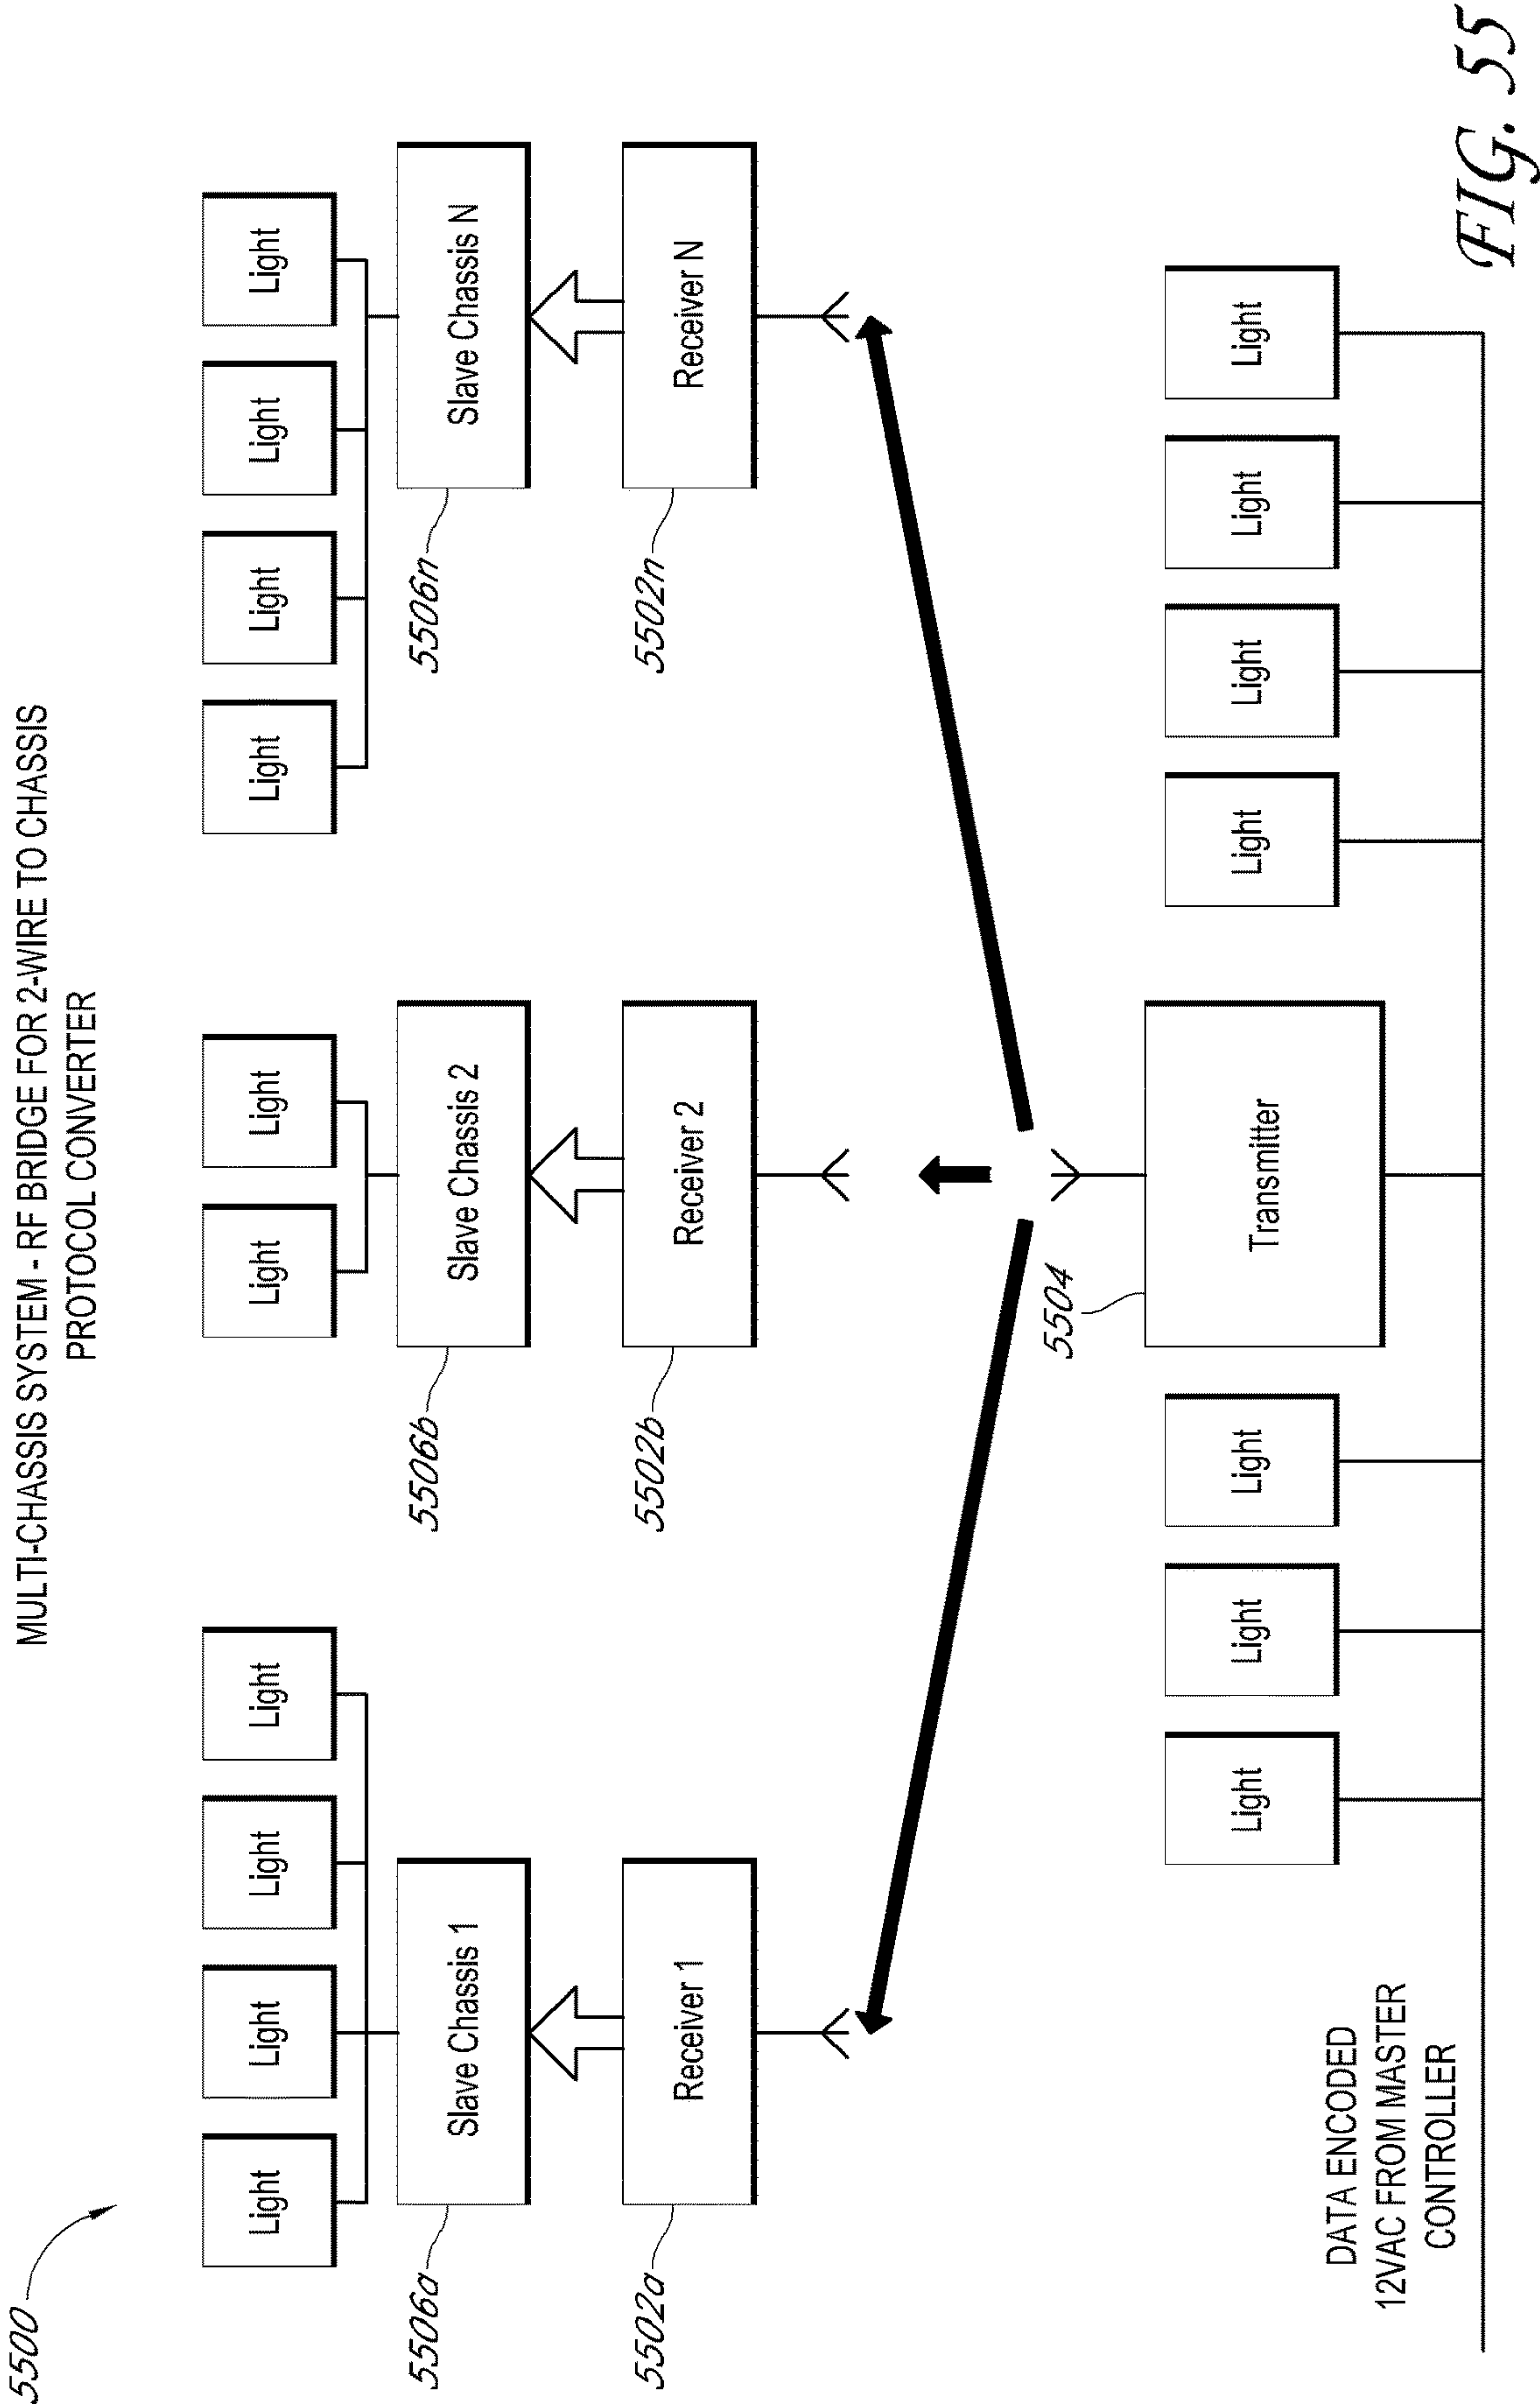 MULTI-CHASSIS SYSTEM - RF BRIDGE FOR 2-WIRE TO CHASSIS
PROTOCOL CONVERTER
5500
Light
Light
Light
Light
Light
Light
Light
Light
Light
Light
5506a
Slave Chassis 1
5506b
Slave Chassis 2
5506n
Slave Chassis N
5502a
Receiver 1
5502b
Receiver 2
5502n
Receiver N
5504
Transmitter
Light
Light
Light
Light
Light
Light
Light
DATA ENCODED
12VAC FROM MASTER
CONTROLLER
FIG. 55